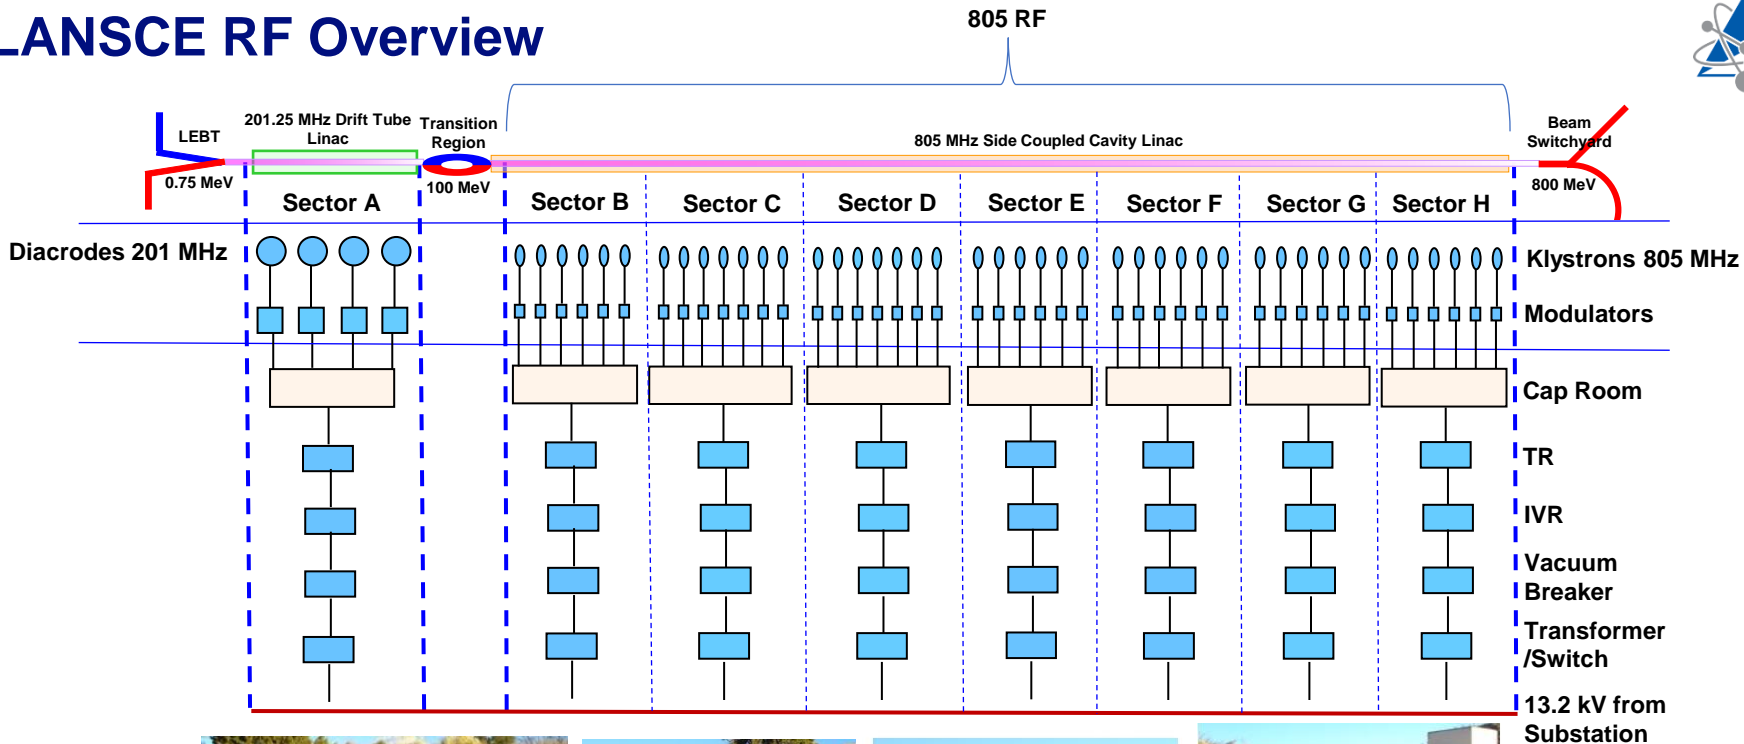 LANSCE RF Overview
805 RF
LEBT
201.25 MHz Drift Tube
Linac
Transition
Region
805 MHz Side Coupled Cavity Linac
Beam
Switchyard
0.75 MeV
100 MeV
800 MeV
Sector A
Sector B
Sector C
Sector D
Sector E
Sector F
Sector G
Sector H
Diacrodes 201 MHz
Klystrons 805 MHz
Modulators
Cap Room
TR
IVR
Vacuum
Breaker
Transformer
/Switch
13.2 kV from
Substation